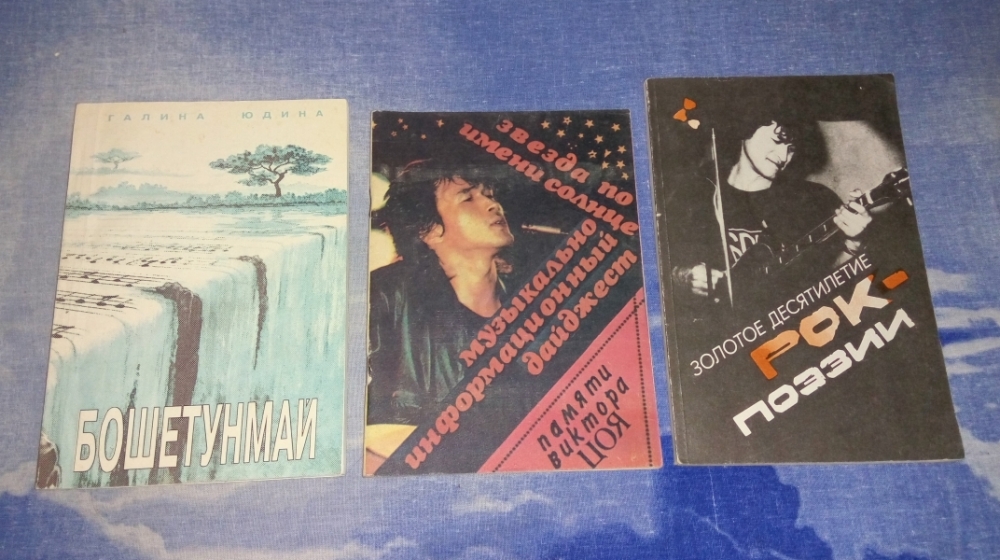 ГАЛИНА ЮДИНА
БОШЕТУНМАЙ
звезда по
имени солнце
музыкально
информационный
дайджест
памяти
виктора
ЦОЯ
ЗОЛОТОЕ ДЕСЯТИЛЕТИЕ
РОК-
ПОЭЗИИ